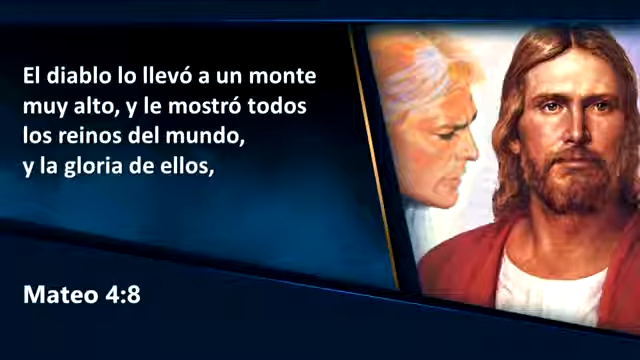 El diablo lo llevó a un monte
muy alto, y le mostró todos
los reinos del mundo,
y la gloria de ellos,
Mateo 4:8